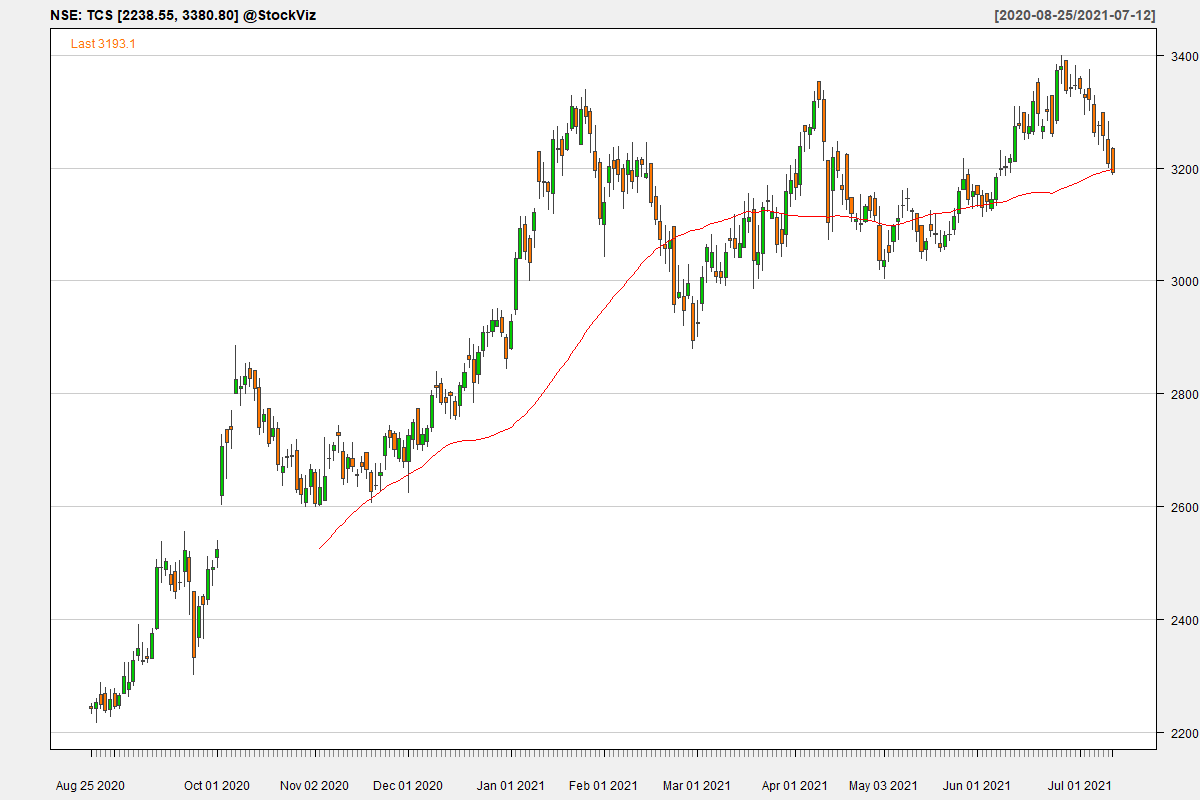 NSE: TCS [2238.55, 3380.80] @StockViz [2020-08-25/2021-07-12]
Last 3193.1
3400
3200
3000
2800
2600
2400
2200
Aug 25 2020 Oct 01 2020 Nov 02 2020 Dec 01 2020 Jan 01 2021 Feb 01 2021 Mar 01 2021 Apr 01 2021 May 03 2021 Jun 01 2021 Jul 01 2021